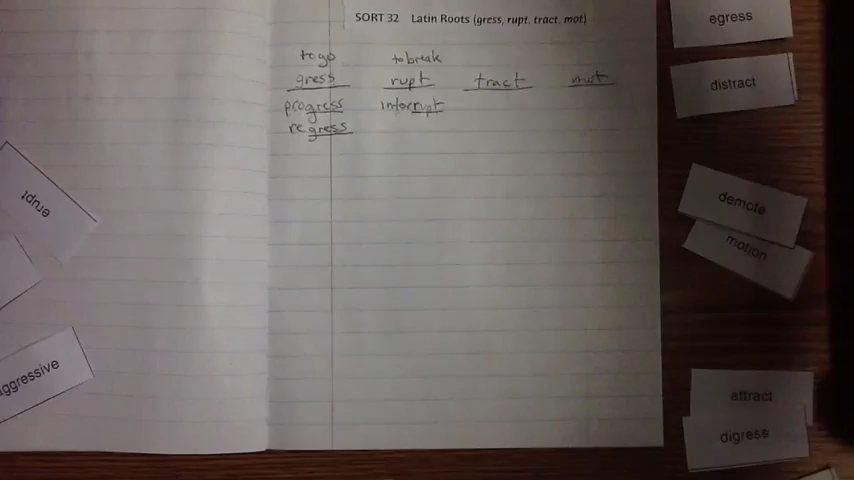 SORT 32 Latin Roots (gress, rupt, tract, mot)
to go to break
gress rupt tract mot
progress interrupt
regress
egress
distract
demote
motion
attract
digress
erupt
aggressive